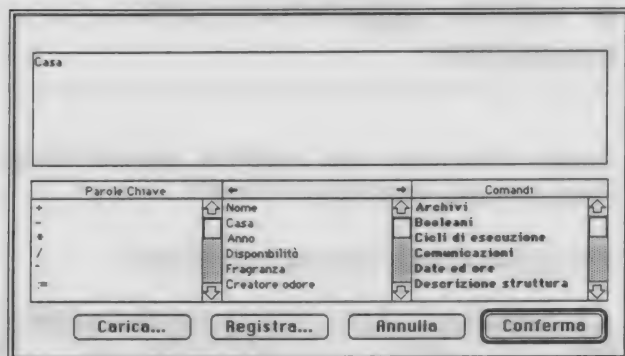 Casa
Parole Chiave ← → Comandi
+ Nome Archivi
- Casa Booleani
* Anno Cicli di esecuzione
/ Disponibilità Comunicazioni
Fragranza Date ed ore
:= Creatore odore Descrizione struttura
Carica... Registra... Annulla Conferma